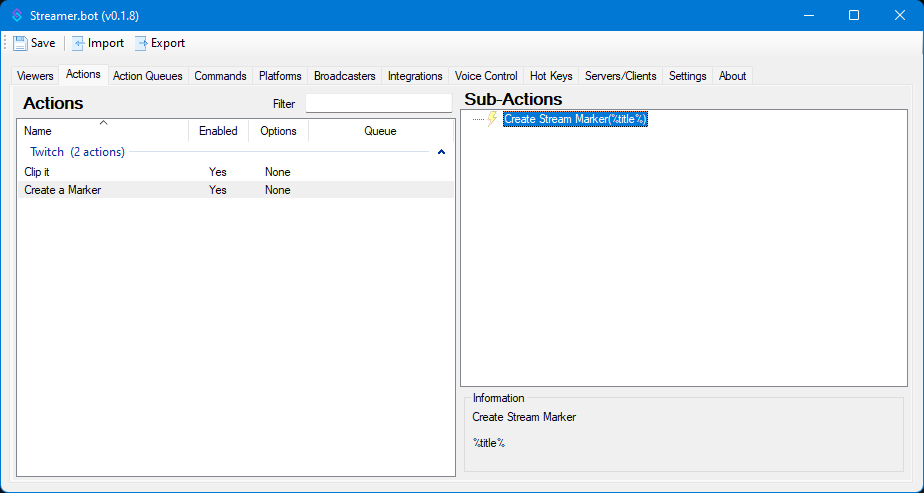 Streamer.bot (v0.1.8)
Save Import Export
Viewers Actions Action Queues Commands Platforms Broadcasters Integrations Voice Control Hot Keys Servers/Clients Settings About
Actions Filter
Name Enabled Options Queue
Twitch (2 actions)
Clip it Yes None
Create a Marker Yes None
Sub-Actions
Create Stream Marker(%title%)
Information
Create Stream Marker
%title%